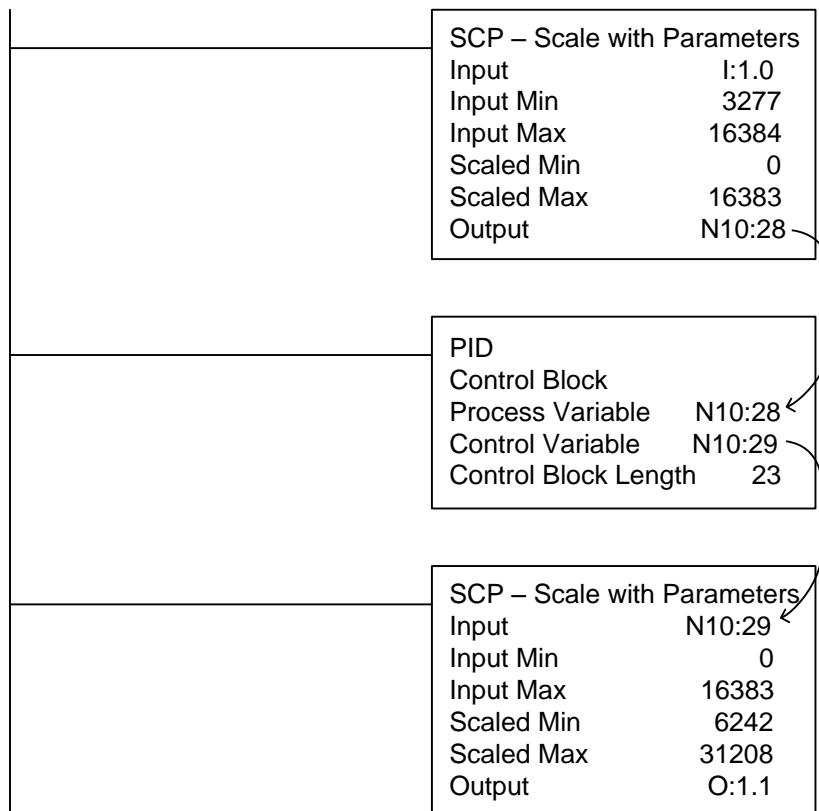 SCP – Scale with Parameters
Input I:1.0
Input Min 3277
Input Max 16384
Scaled Min 0
Scaled Max 16383
Output N10:28
PID
Control Block
Process Variable N10:28
Control Variable N10:29
Control Block Length 23
SCP – Scale with Parameters
Input N10:29
Input Min 0
Input Max 16383
Scaled Min 6242
Scaled Max 31208
Output O:1.1